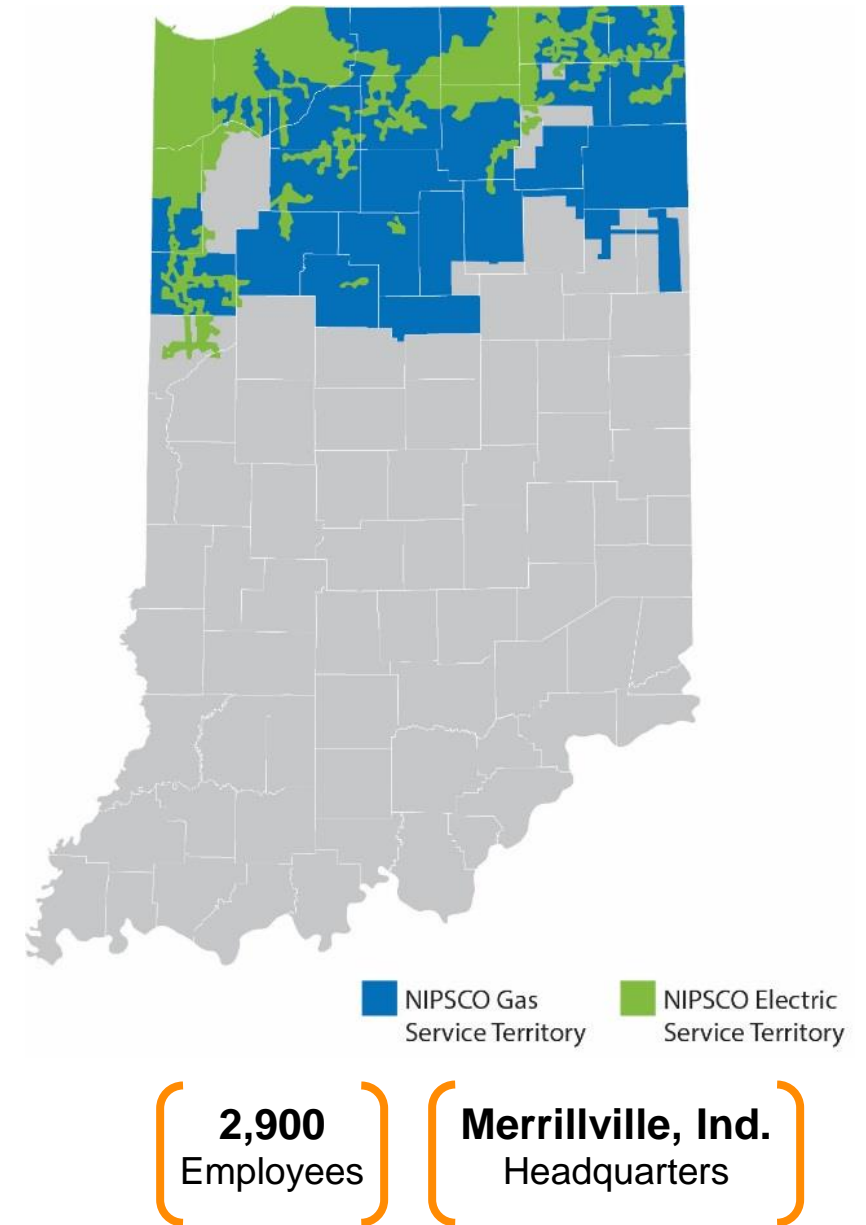 NIPSCO Gas
Service Territory
NIPSCO Electric
Service Territory
2,900
Employees
Merrillville, Ind.
Headquarters